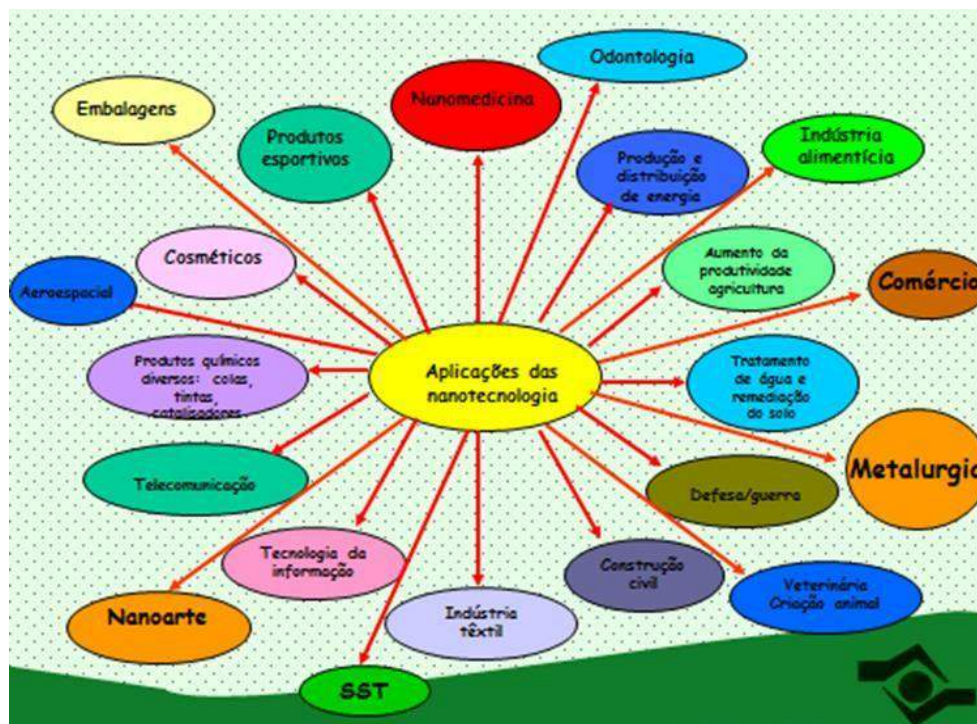 Odontologia
Nanomedicina
Embalagens
Produtos
esportivos
Indústria
alimentícia
Produção e
distribuição
de energia
Cosméticos
Aumento da
produtividade
agricultura
Aeroespacial
Comércio
Aplicações das
nanotecnologia
Produtos químicos
diversos: colas,
tintas,
catalisadores
Tratamento
de água e
remediação
do solo
Metalurgia
Telecomunicação
Defesa/guerra
Tecnologia da
informação
Construção
civil
Veterinária
Criação animal
Nanoarte
Indústria
têxtil
SST